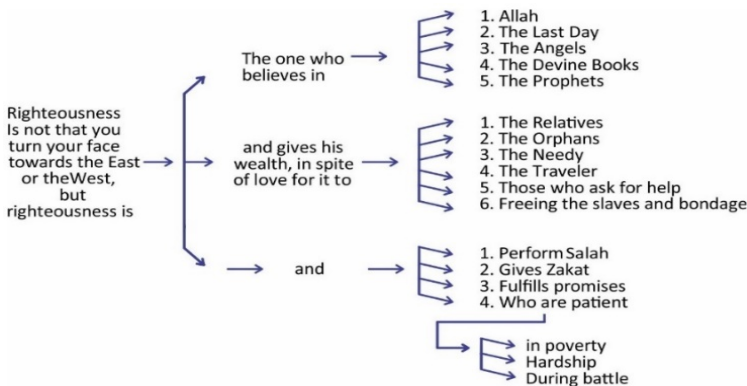 Righteousness
Is not that you
turn your face
towards the East
or theWest,
but
righteousness is
The one who
believes in
1. Allah
2. The Last Day
3. The Angels
4. The Devine Books
5. The Prophets
and gives his
wealth, in spite
of love for it to
1. The Relatives
2. The Orphans
3. The Needy
4. The Traveler
5. Those who ask for help
6. Freeing the slaves and bondage
and
1. Perform Salah
2. Gives Zakat
3. Fulfills promises
4. Who are patient
in poverty
Hardship
During battle